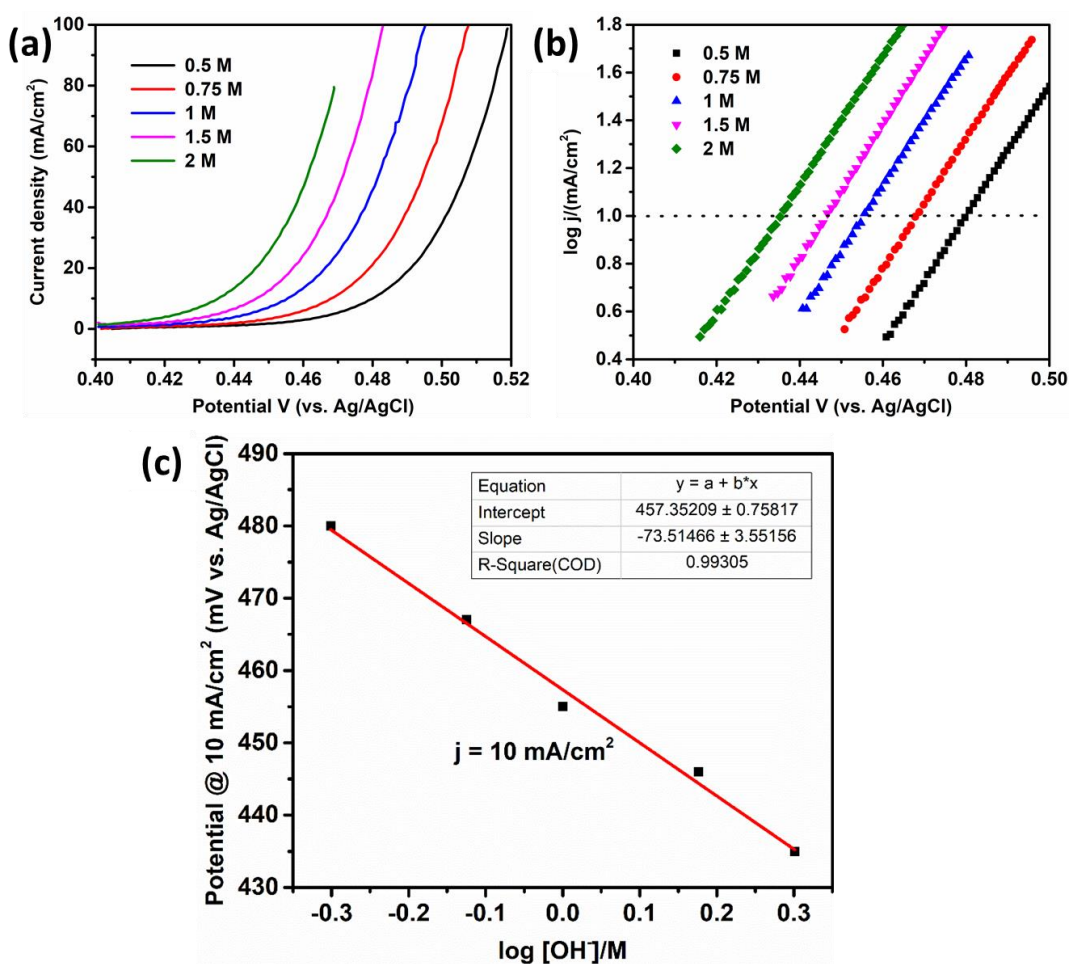 (a)
Current density (mA/cm²)
100
80
60
40
20
0
0.5 M
0.75 M
1 M
1.5 M
2 M
0.40 0.42 0.44 0.46 0.48 0.50 0.52
Potential V (vs. Ag/AgCl)
(b)
log j/(mA/cm²)
1.8
1.6
1.4
1.2
1.0
0.8
0.6
0.4
0.5 M
0.75 M
1 M
1.5 M
2 M
0.40 0.42 0.44 0.46 0.48 0.50
Potential V (vs. Ag/AgCl)
(c)
Potential @ 10 mA/cm² (mV vs. Ag/AgCl)
490
480
470
460
450
440
430
Equation y = a + b*x
Intercept 457.35209 ± 0.75817
Slope -73.51466 ± 3.55156
R-Square(COD) 0.99305
j = 10 mA/cm²
-0.3 -0.2 -0.1 0.0 0.1 0.2 0.3
log [OH⁻]/M